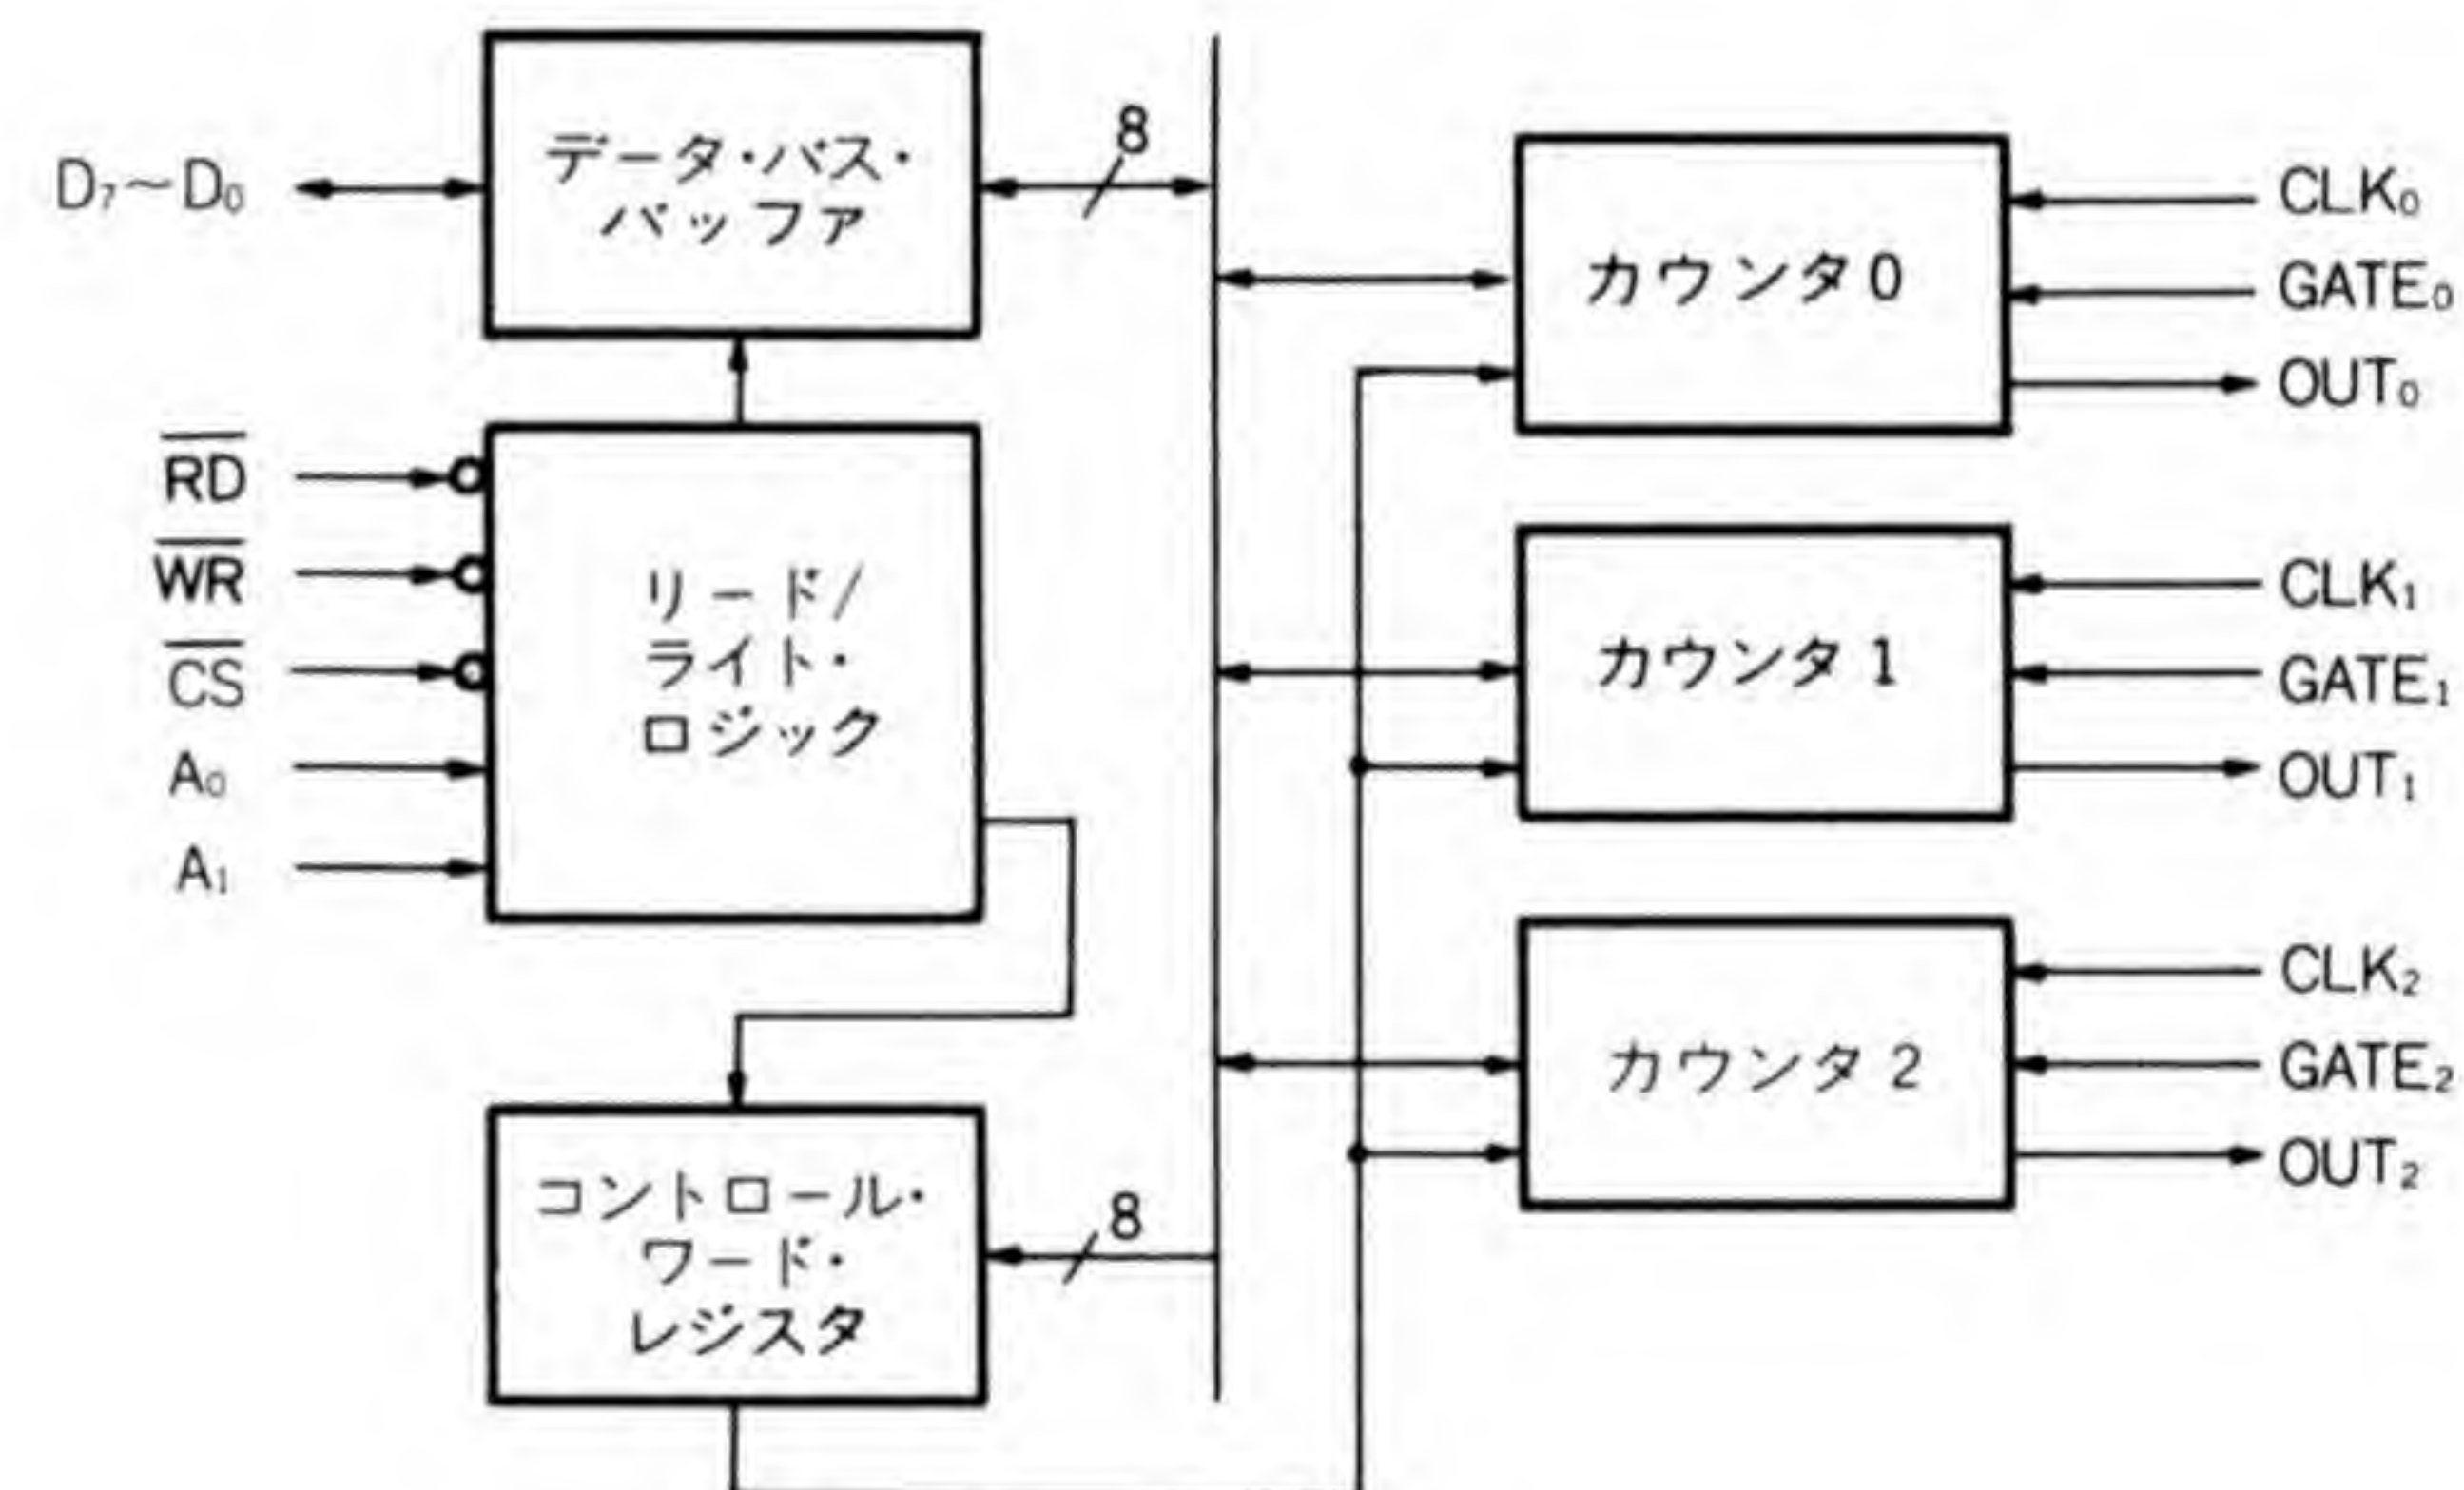 D₇～D₀
データ・バス・
バッファ
8
R̅D̅
W̅R̅
C̅S̅
A₀
A₁
リード/
ライト・
ロジック
コントロール・
ワード・
レジスタ
8
カウンタ0
CLK₀
GATE₀
OUT₀
カウンタ1
CLK₁
GATE₁
OUT₁
カウンタ2
CLK₂
GATE₂
OUT₂